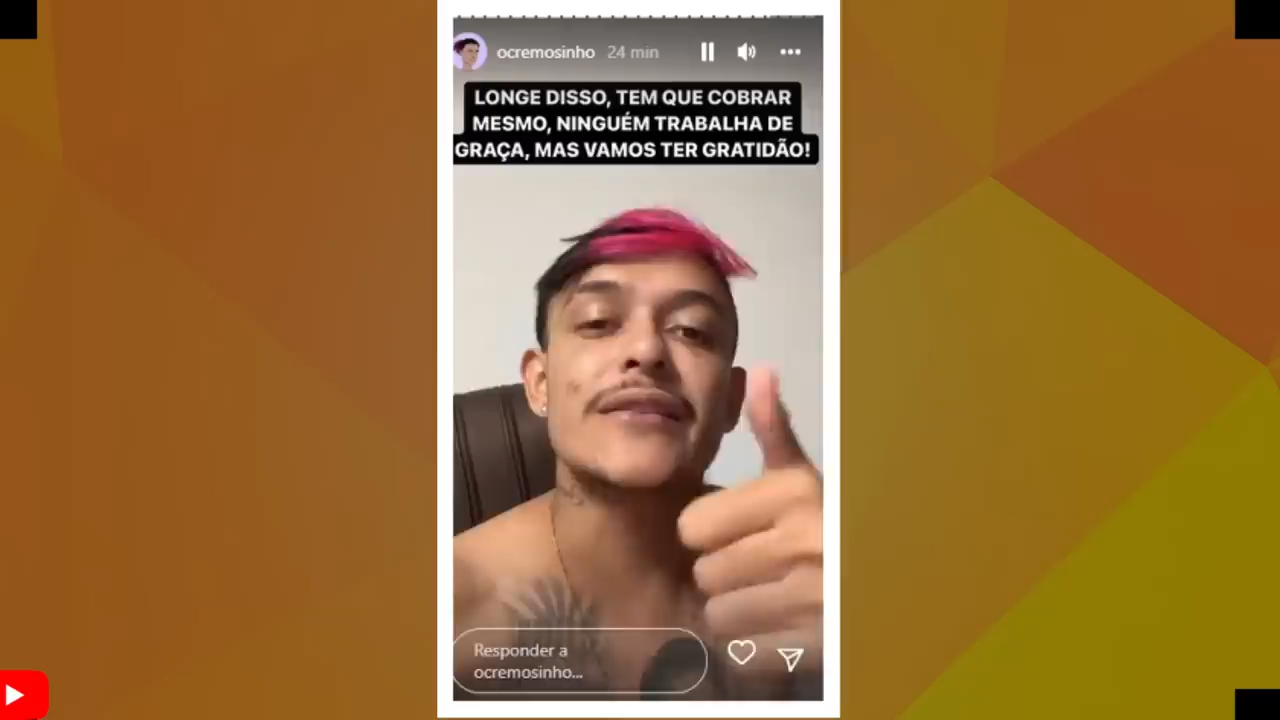 ocremosinho 24 min
LONGE DISSO, TEM QUE COBRAR
MESMO, NINGUÉM TRABALHA DE
GRAÇA, MAS VAMOS TER GRATIDÃO!
Responder a
ocremosinho...